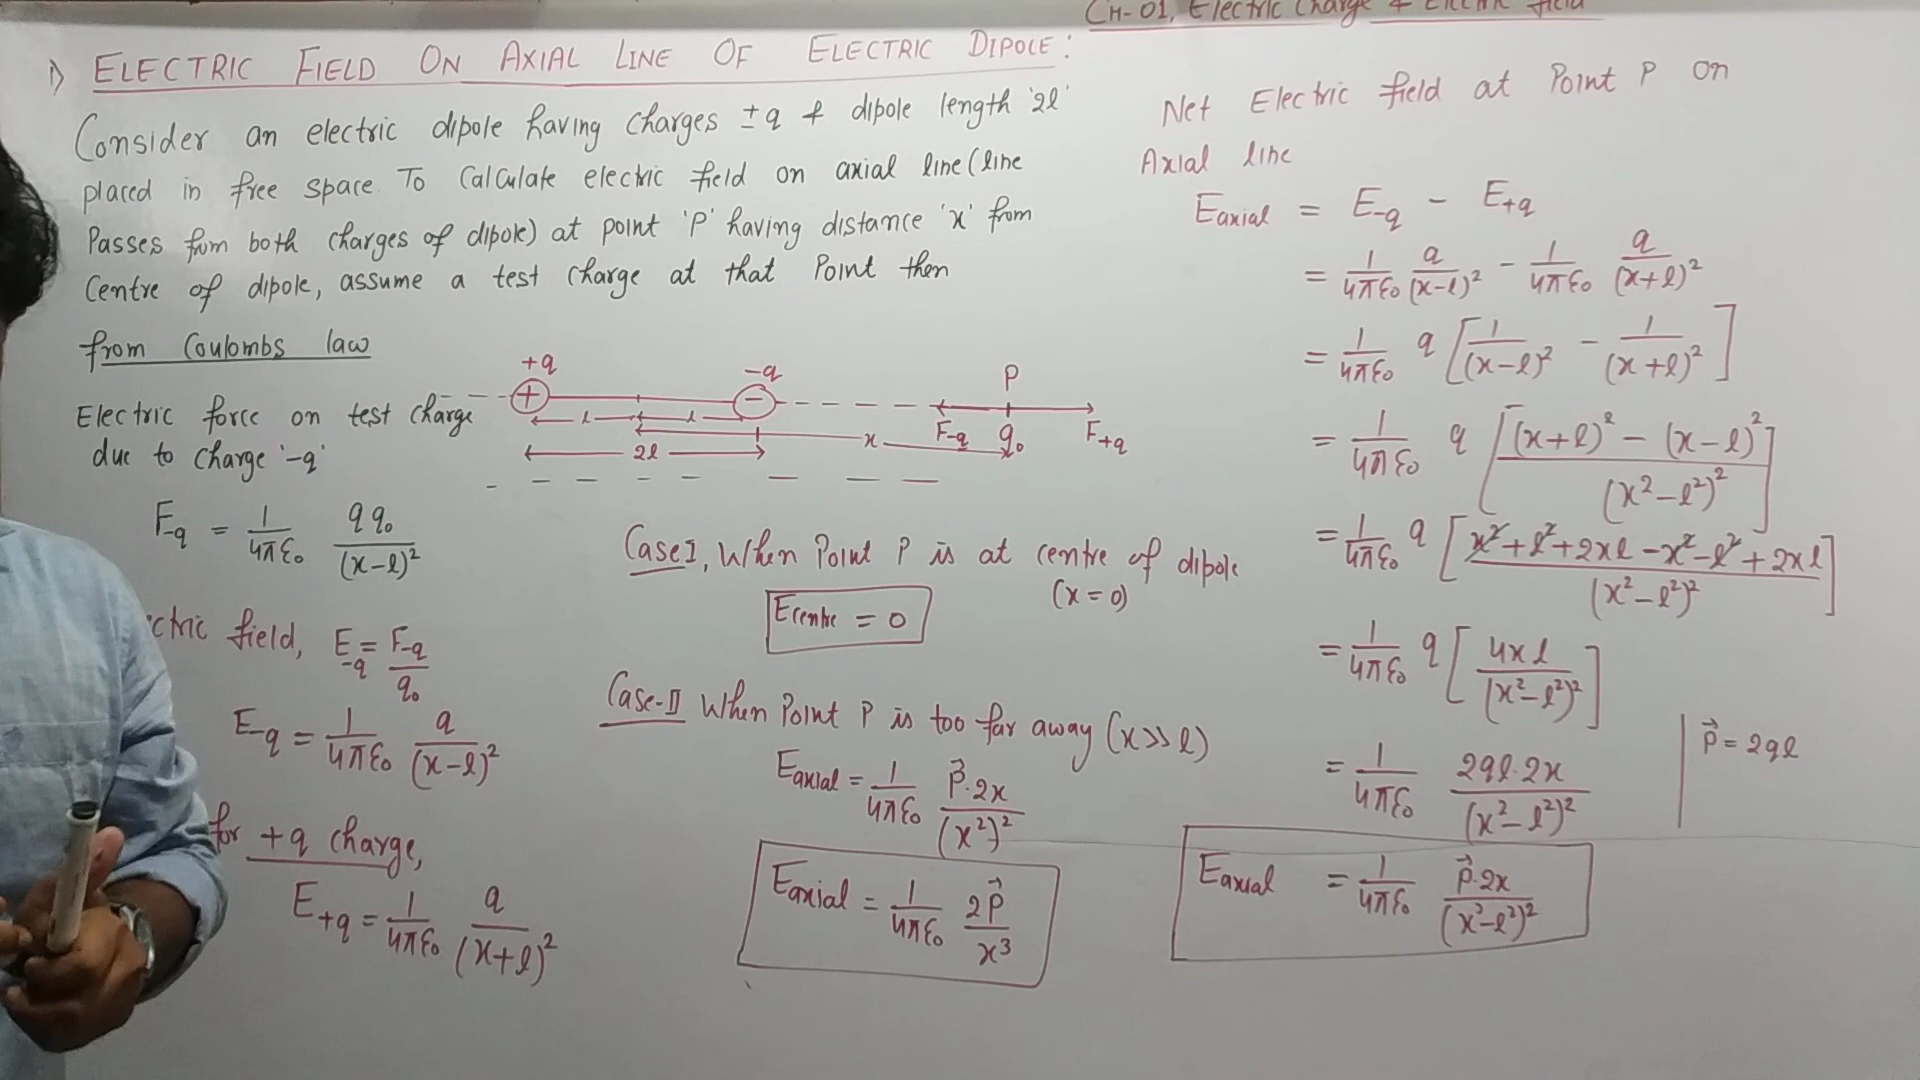 CH-01, Electric Charge & Electric field
1) ELECTRIC FIELD ON AXIAL LINE OF ELECTRIC DIPOLE:
Consider an electric dipole having charges ±q & dipole length '2l'
placed in free space To Calculate electric field on axial line (line
Passes from both charges of dipole) at point 'P' having distance 'x' from
Centre of dipole, assume a test charge at that Point then
from Coulombs law
Electric force on test charge
due to charge '-q'
F-q = 1/4πε₀ qq₀/(x-l)²
ctric field, E-q = F-q/q₀
E-q = 1/4πε₀ q/(x-l)²
for +q charge,
E+q = 1/4πε₀ q/(x+l)²
+q -q P
+ −
l l x F-q q₀ F+q
2l
Case I, When Point P is at centre of dipole
(x=0)
Ecentre = 0
Case-II When Point P is too far away (x>>l)
Eaxial = 1/4πε₀ P⃗.2x/(x²)²
Eaxial = 1/4πε₀ 2P⃗/x³
Net Electric field at Point P on
Axial line
Eaxial = E-q - E+q
= 1/4πε₀ q/(x-l)² - 1/4πε₀ q/(x+l)²
= 1/4πε₀ q [1/(x-l)² - 1/(x+l)²]
= 1/4πε₀ q [(x+l)² - (x-l)²/(x²-l²)²]
= 1/4πε₀ q [x²+l²+2xl-x²-l²+2xl/(x²-l²)²]
= 1/4πε₀ q [4xl/(x²-l²)²]
= 1/4πε₀ 2ql.2x/(x²-l²)²
P⃗ = 2ql
Eaxial = 1/4πε₀ P⃗.2x/(x²-l²)²